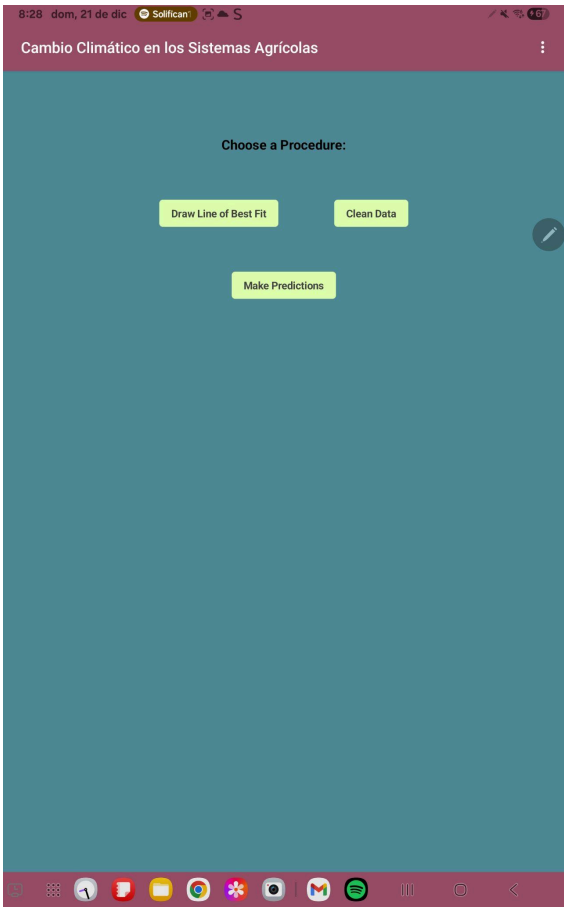 8:28 dom, 21 de dic Solifican S
Cambio Climático en los Sistemas Agrícolas
Choose a Procedure:
Draw Line of Best Fit Clean Data
Make Predictions